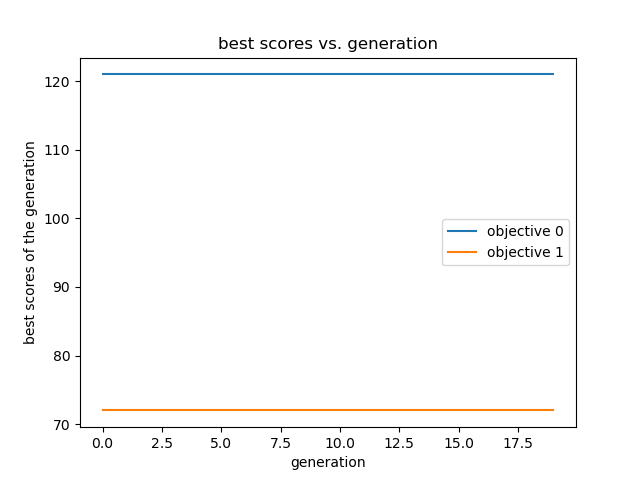 best scores vs. generation
best scores of the generation
120
110
100
90
80
70
objective 0
objective 1
0.0 2.5 5.0 7.5 10.0 12.5 15.0 17.5
generation